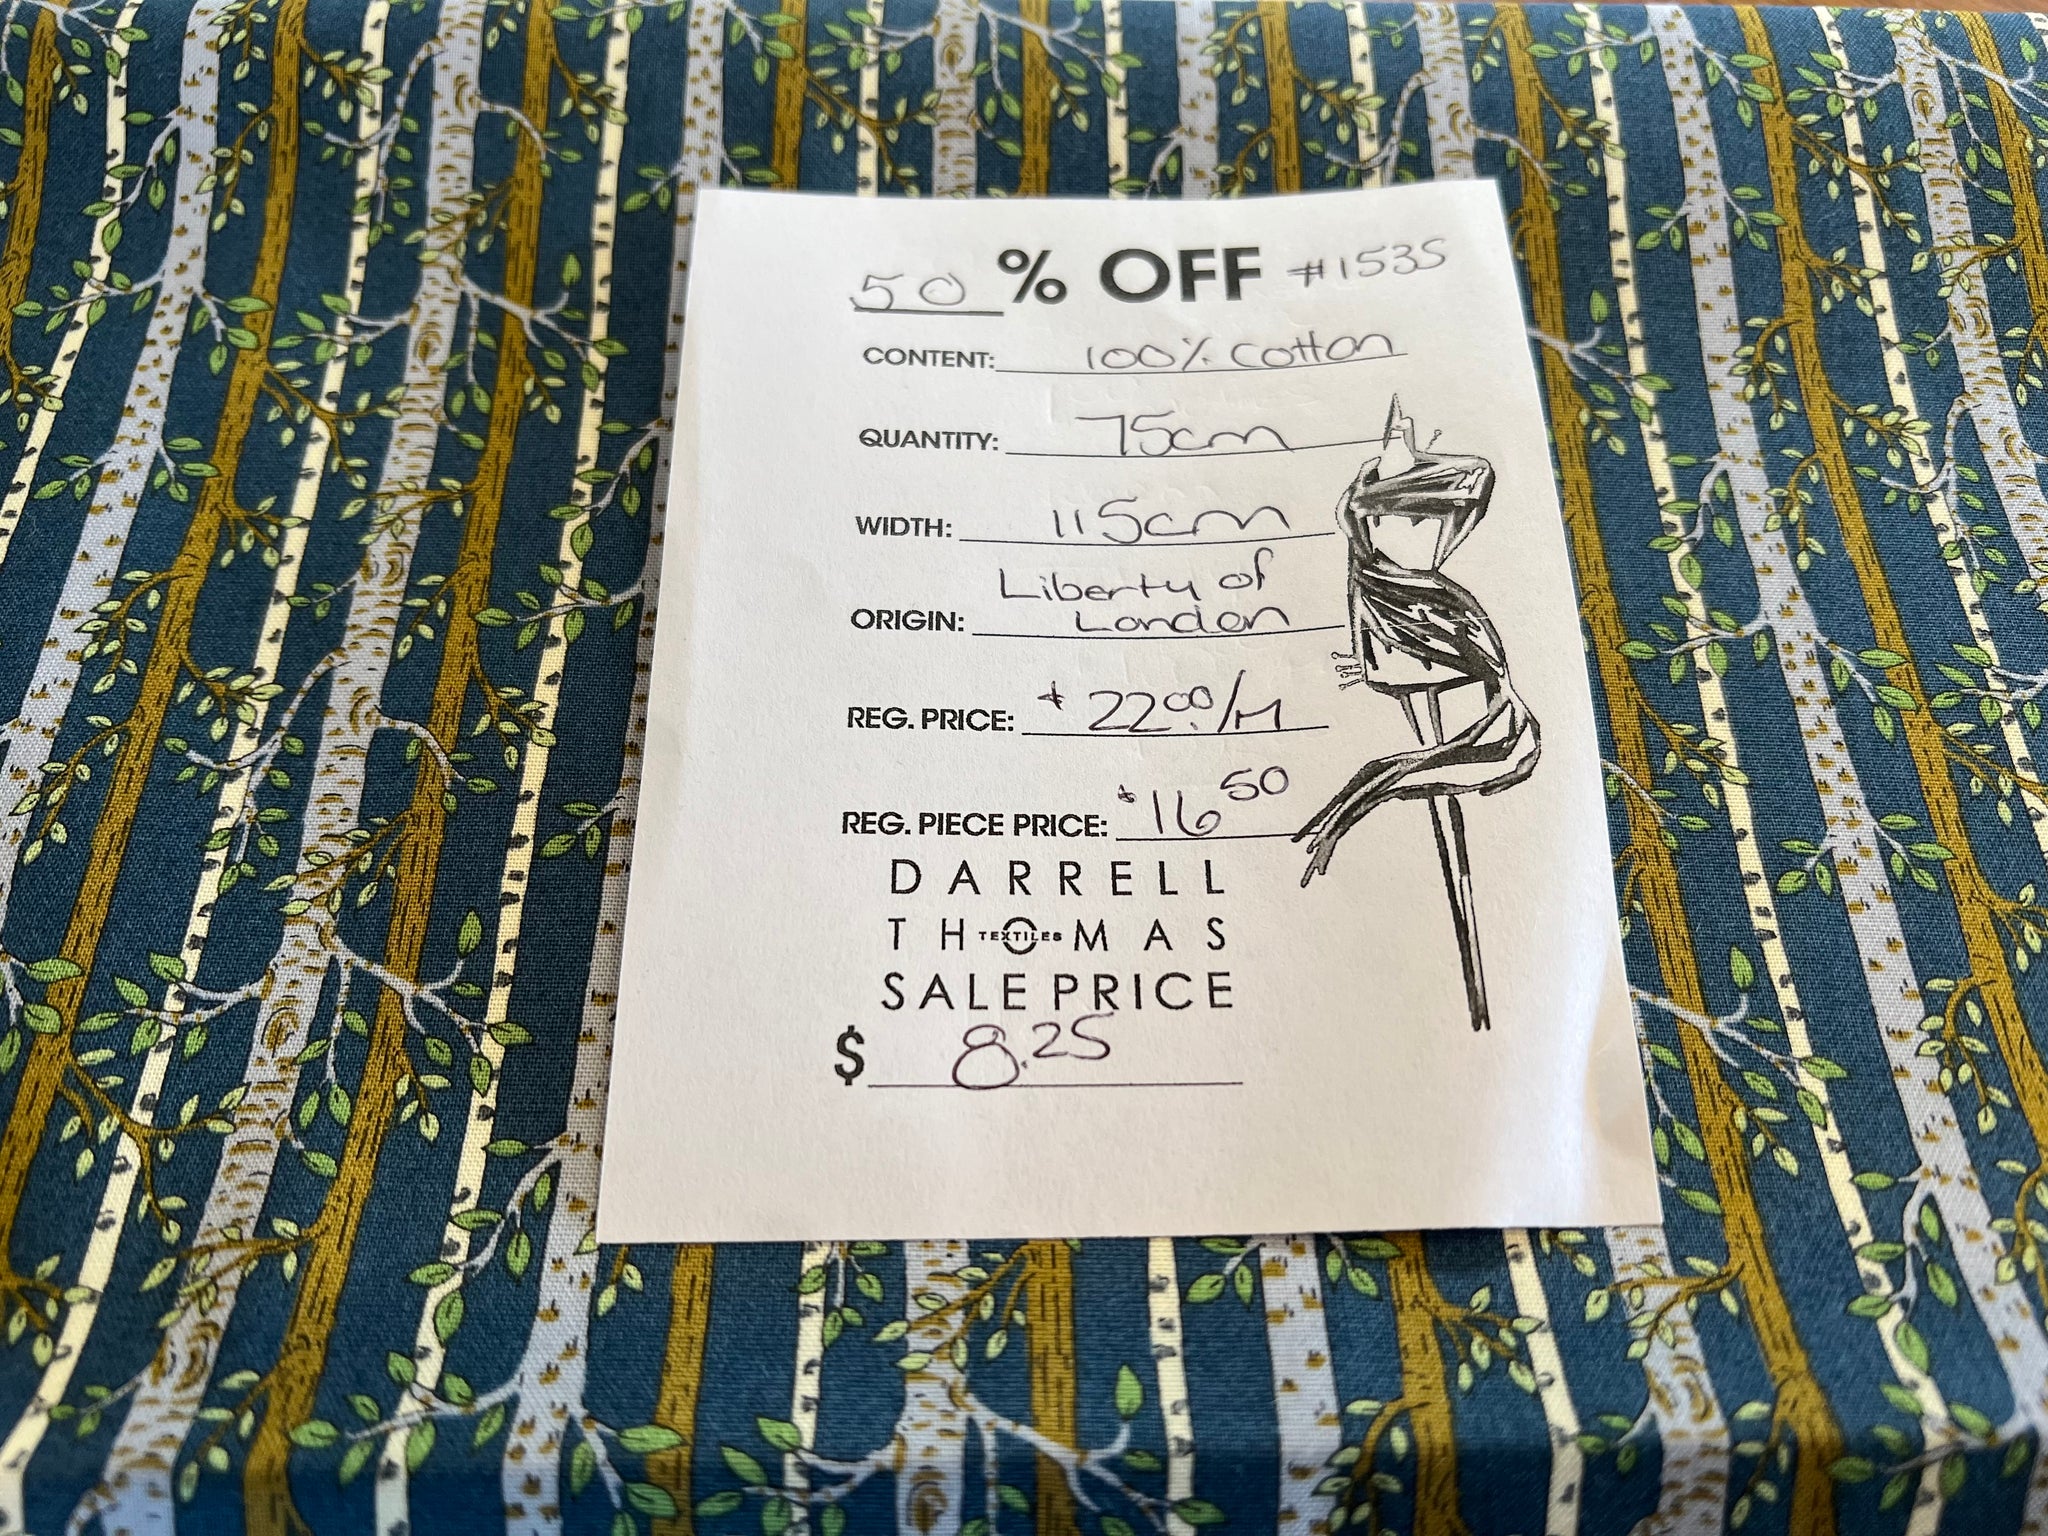 50 % OFF #1535
CONTENT: 100% Cotton
QUANTITY: 75cm
WIDTH: 115cm
ORIGIN: Liberty of
London
REG. PRICE: $22.00/M
REG. PIECE PRICE: $16 50
DARRELL
THOMAS
TEXTILES
SALE PRICE
$ 8.25